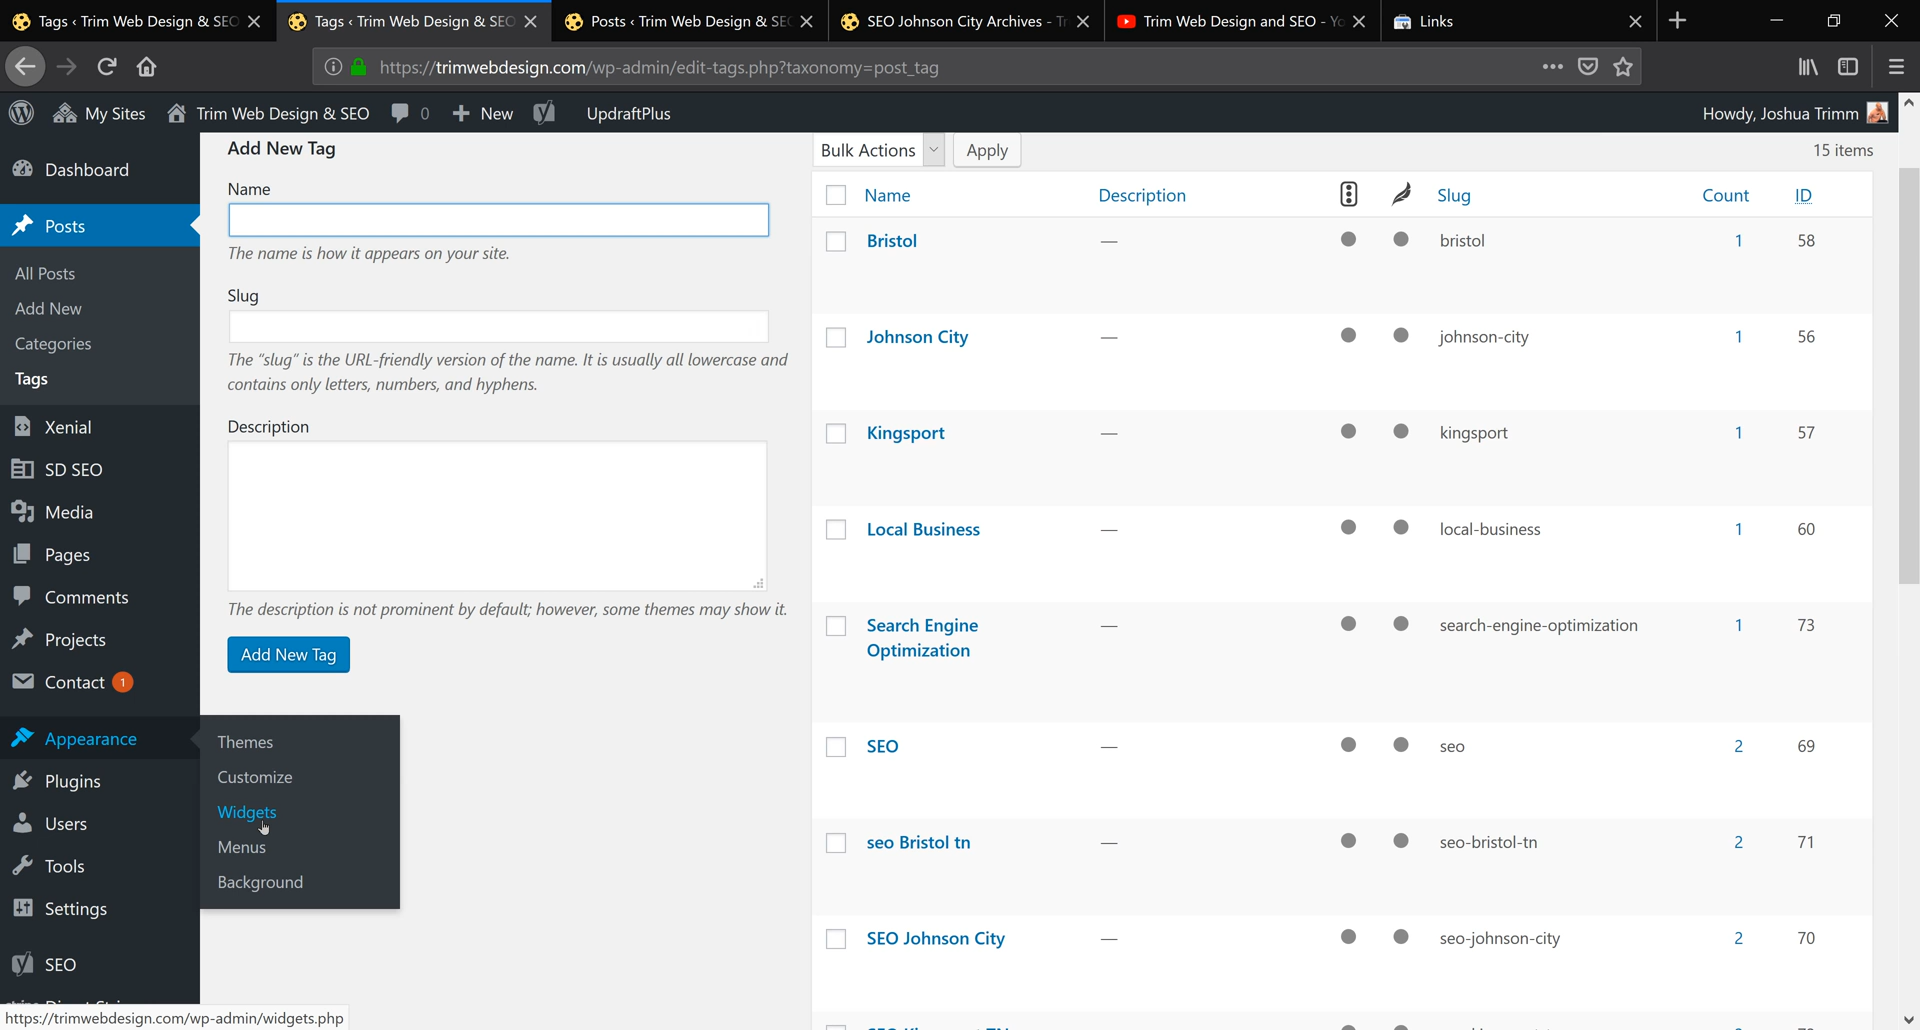 Tags ‹ Trim Web Design & SEO
Tags ‹ Trim Web Design & SEO
Posts ‹ Trim Web Design & SEO
SEO Johnson City Archives - Tr
Trim Web Design and SEO - Yo
Links
https://trimwebdesign.com/wp-admin/edit-tags.php?taxonomy=post_tag
My Sites
Trim Web Design & SEO
0
New
UpdraftPlus
Howdy, Joshua Trimm
Dashboard
Posts
All Posts
Add New
Categories
Tags
Xenial
SD SEO
Media
Pages
Comments
Projects
Contact 1
Appearance
Plugins
Users
Tools
Settings
SEO
Themes
Customize
Widgets
Menus
Background
https://trimwebdesign.com/wp-admin/widgets.php
Add New Tag
Name
The name is how it appears on your site.
Slug
The “slug” is the URL-friendly version of the name. It is usually all lowercase and
contains only letters, numbers, and hyphens.
Description
The description is not prominent by default; however, some themes may show it.
Add New Tag
Bulk Actions
Apply
15 items
Name Description Slug Count ID
Bristol — bristol 1 58
Johnson City — johnson-city 1 56
Kingsport — kingsport 1 57
Local Business — local-business 1 60
Search Engine — search-engine-optimization 1 73
Optimization
SEO — seo 2 69
seo Bristol tn — seo-bristol-tn 2 71
SEO Johnson City — seo-johnson-city 2 70